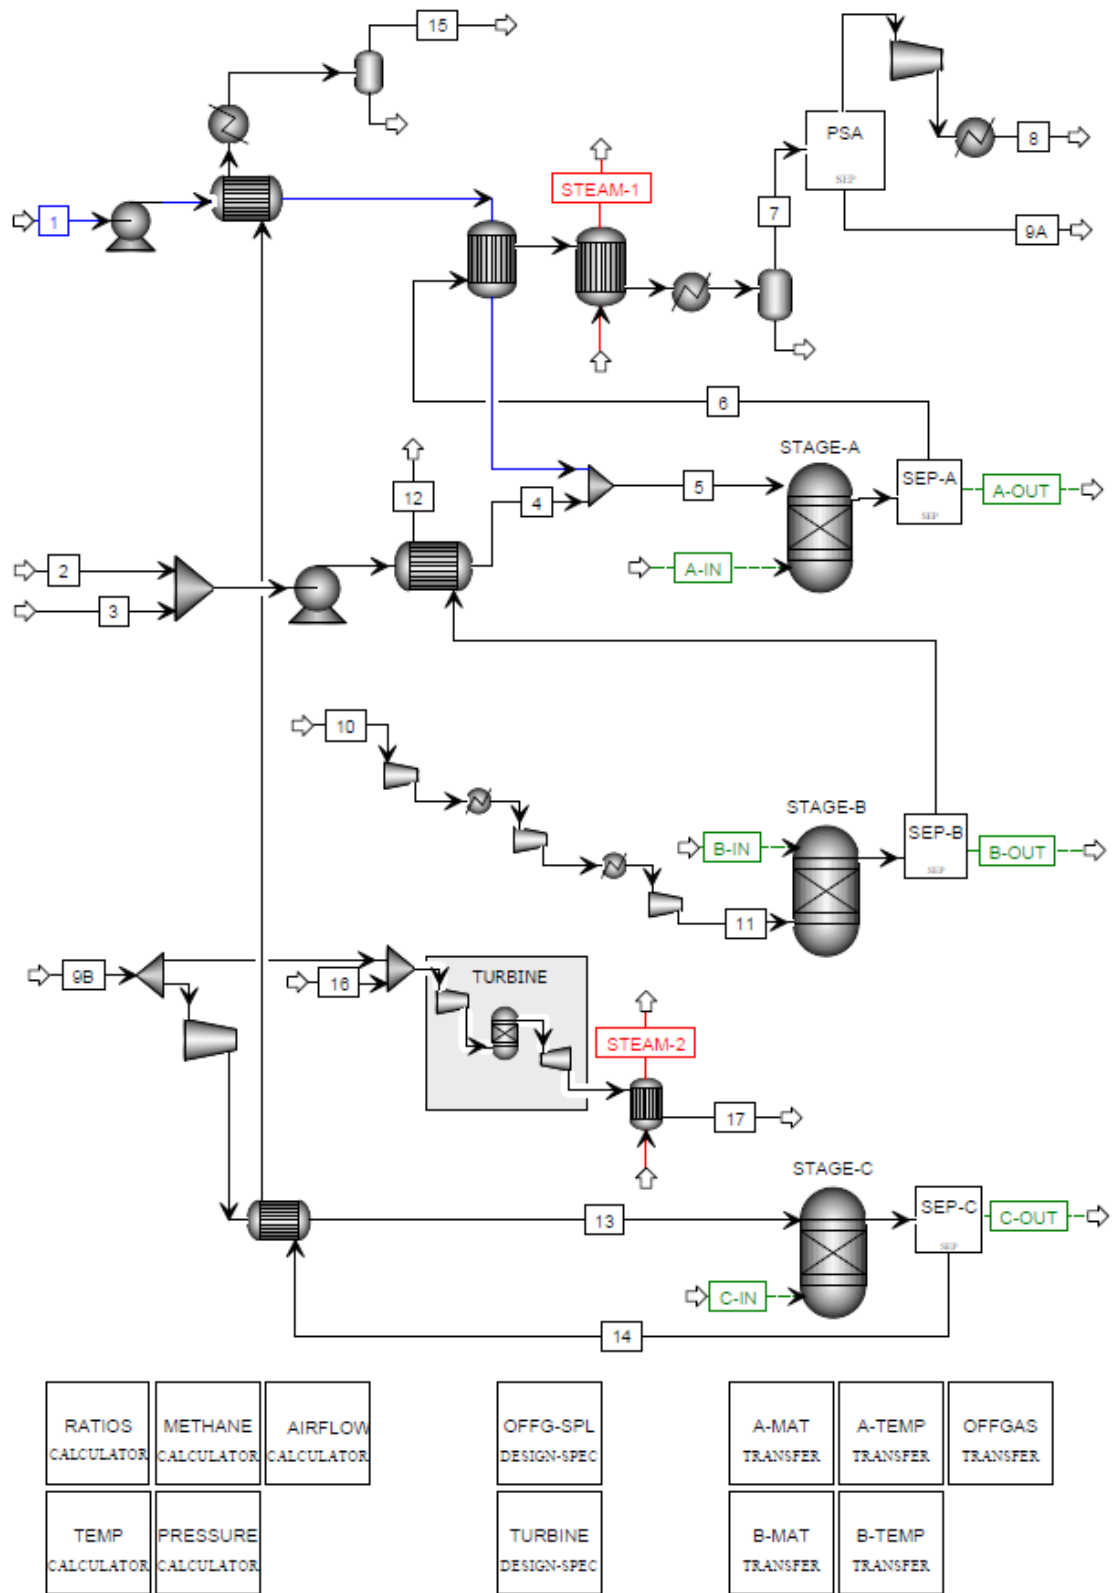 15
PSA
SEP
8
STEAM-1
7
1
9A
6
STAGE-A
SEP-A
SEP
A-OUT
12
4
5
A-IN
2
3
10
STAGE-B
SEP-B
SEP
B-OUT
B-IN
11
9B
16
TURBINE
STEAM-2
17
STAGE-C
SEP-C
SEP
C-OUT
13
C-IN
14
RATIOS
CALCULATOR
METHANE
CALCULATOR
AIRFLOW
CALCULATOR
OFFG-SPL
DESIGN-SPEC
A-MAT
TRANSFER
A-TEMP
TRANSFER
OFFGAS
TRANSFER
TEMP
CALCULATOR
PRESSURE
CALCULATOR
TURBINE
DESIGN-SPEC
B-MAT
TRANSFER
B-TEMP
TRANSFER